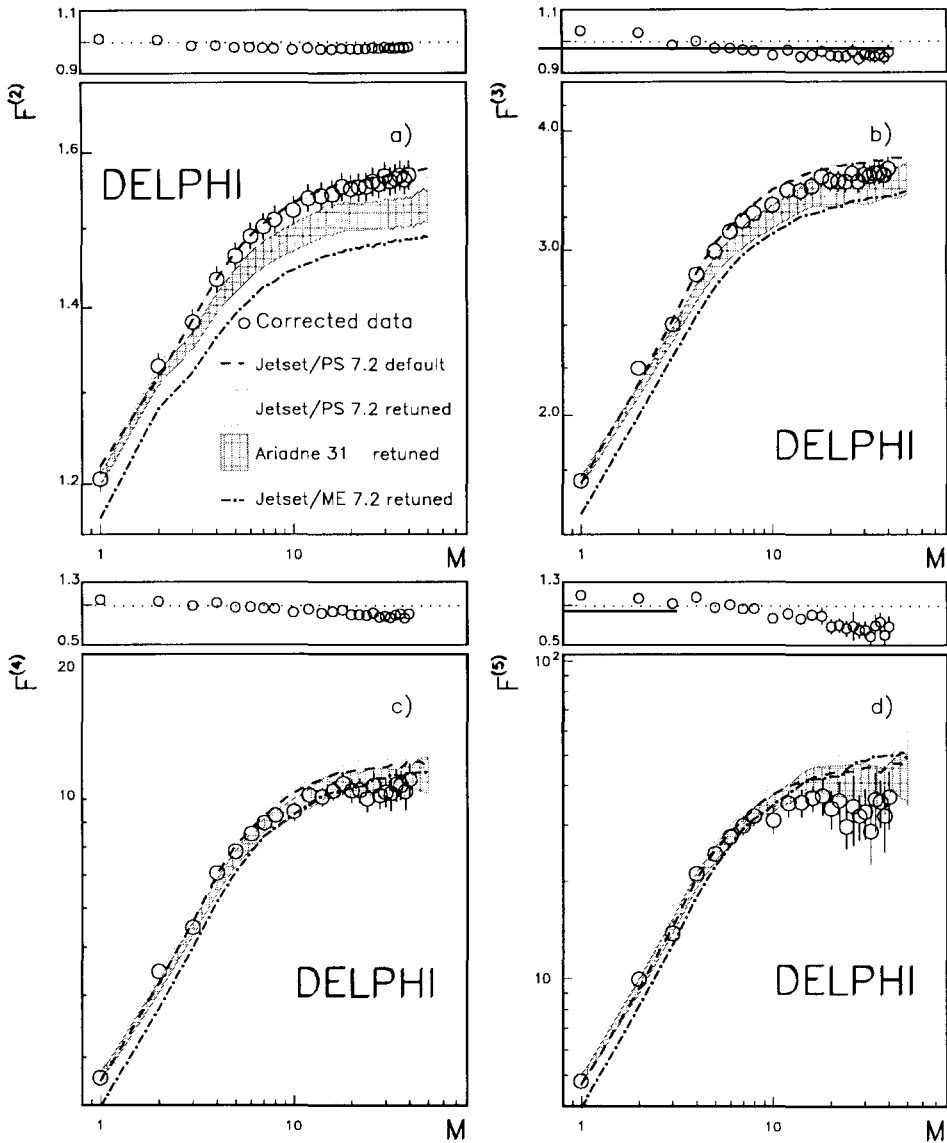 1.1
0.9
F(2)
1.6
1.4
1.2
a)
DELPHI
Corrected data
Jetset/PS 7.2 default
Jetset/PS 7.2 retuned
Ariadne 31 retuned
Jetset/ME 7.2 retuned
1
10
M
1.1
0.9
F(3)
4.0
3.0
2.0
b)
DELPHI
1
10
M
1.3
0.5
F(4)
20
10
c)
DELPHI
1
10
M
1.3
0.5
F(5)
10²
10
d)
DELPHI
1
10
M